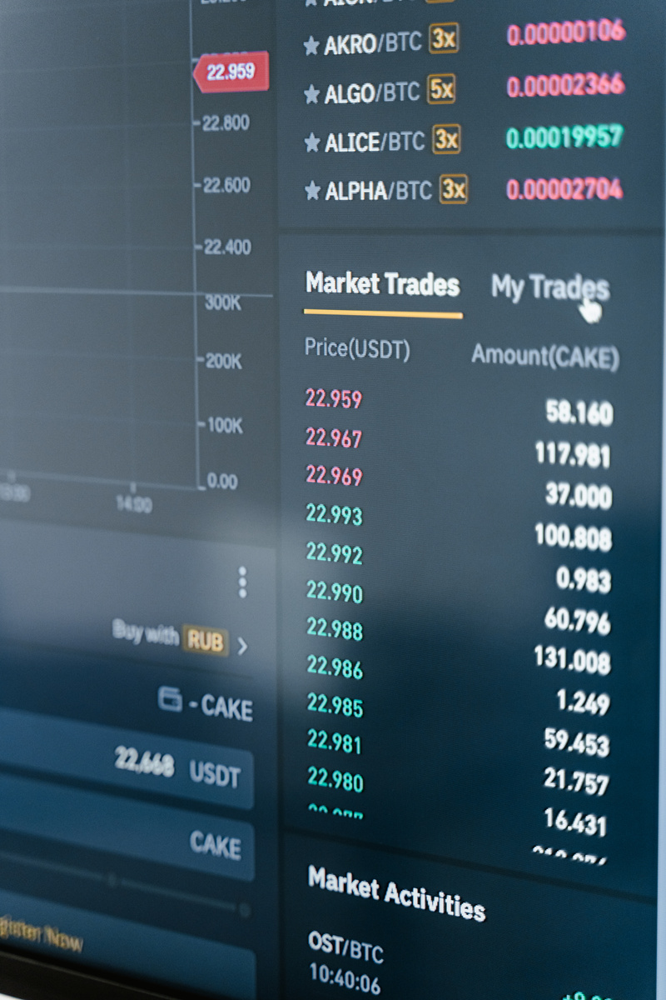 22.959
22.800
22.600
22.400
300K
200K
100K
0.00
14:00
Buy with RUB
- CAKE
22.668 USDT
CAKE
Now
AKRO/BTC 3x 0.00000106
ALGO/BTC 5x 0.00002366
ALICE/BTC 3x 0.00019957
ALPHA/BTC 3x 0.00002704
Market Trades My Trades
Price(USDT) Amount(CAKE)
22.959 58.160
22.967 117.981
22.969 37.000
22.993 100.808
22.992 0.983
22.990 60.796
22.988 131.008
22.986 1.249
22.985 59.453
22.981 21.757
22.980 16.431
Market Activities
OST/BTC
10:40:06